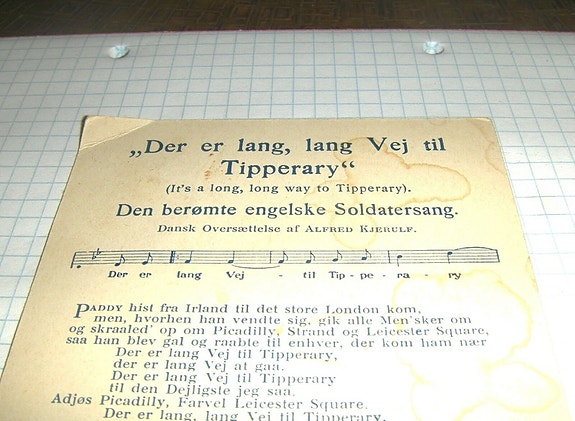 „Der er lang, lang Vej til
Tipperary“
(It's a long, long way to Tipperary).
Den berømte engelske Soldatersang.
Dansk Oversættelse af ALFRED KJERULF.
Der er lang Vej - til Tip - pe - ra - ry
PADDY hist fra Irland til det store London kom,
men, hvorhen han vendte sig, gik alle Men'sker om
og skraaled' op om Picadilly, Strand og Leicester Square,
saa han blev gal og raabte til enhver, der kom ham nær
Der er lang Vej til Tipperary,
der er lang Vej at gaa.
Der er lang Vej til Tipperary
til den Dejligste jeg saa.
Adjøs Picadilly, Farvel Leicester Square,
Der er lang, lang Vej til Tipperary,